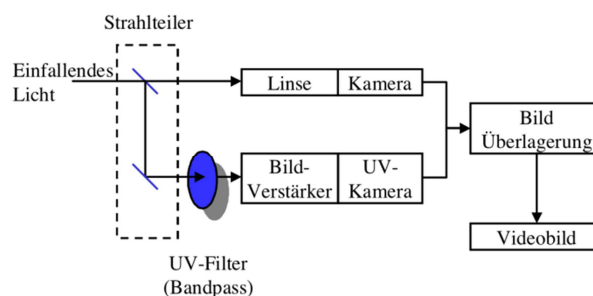 Strahlteiler
Einfallendes
Licht
Linse
Kamera
Bild
Überlagerung
Bild-
Verstärker
UV-
Kamera
Videobild
UV-Filter
(Bandpass)